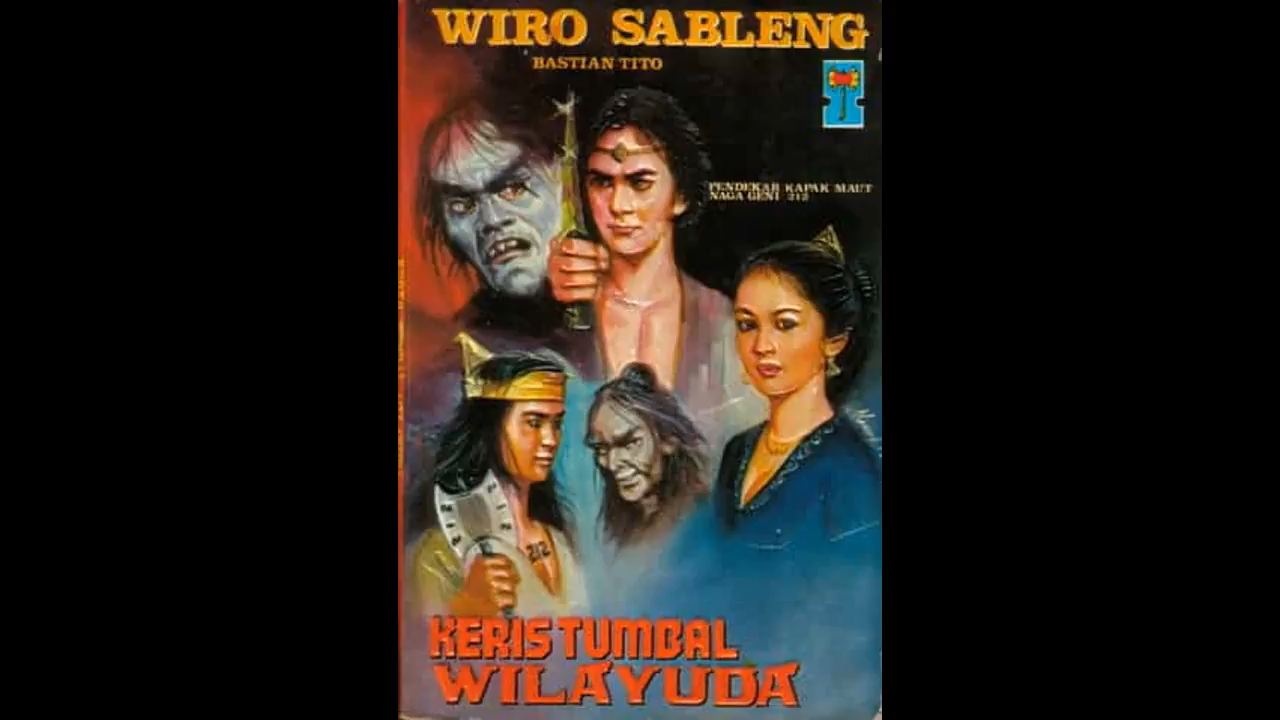 WIRO SABLENG
BASTIAN TITO
PENDEKAR KAPAK MAUT
NAGA GENI 212
212
KERIS TUMBAL
WILAYUDA